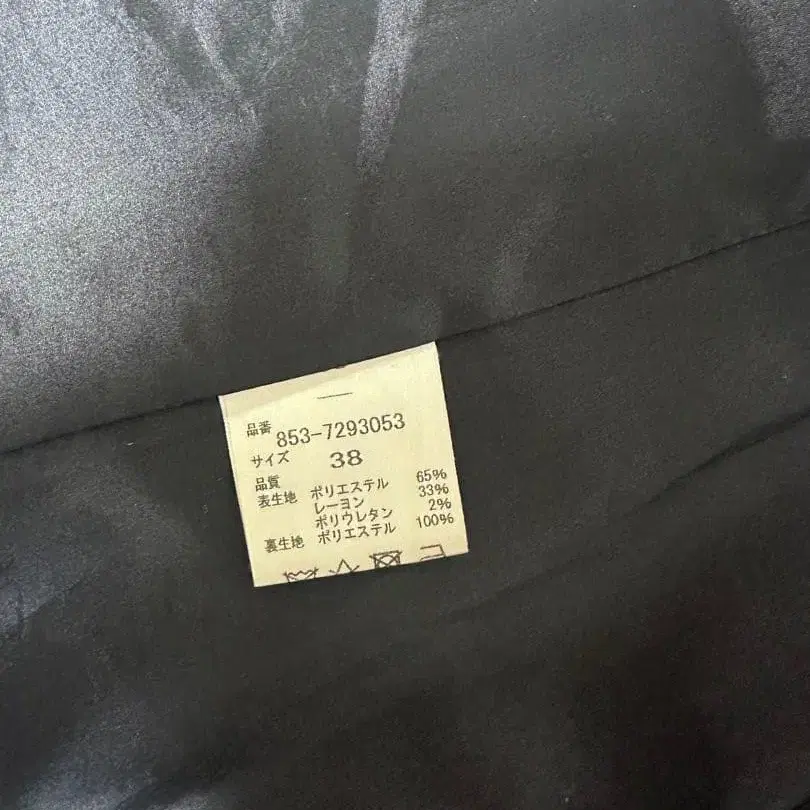 品番 853-7293053
サイズ 38
品質
表生地 ポリエステル 65%
レーヨン 33%
ポリウレタン 2%
裏生地 ポリエステル 100%